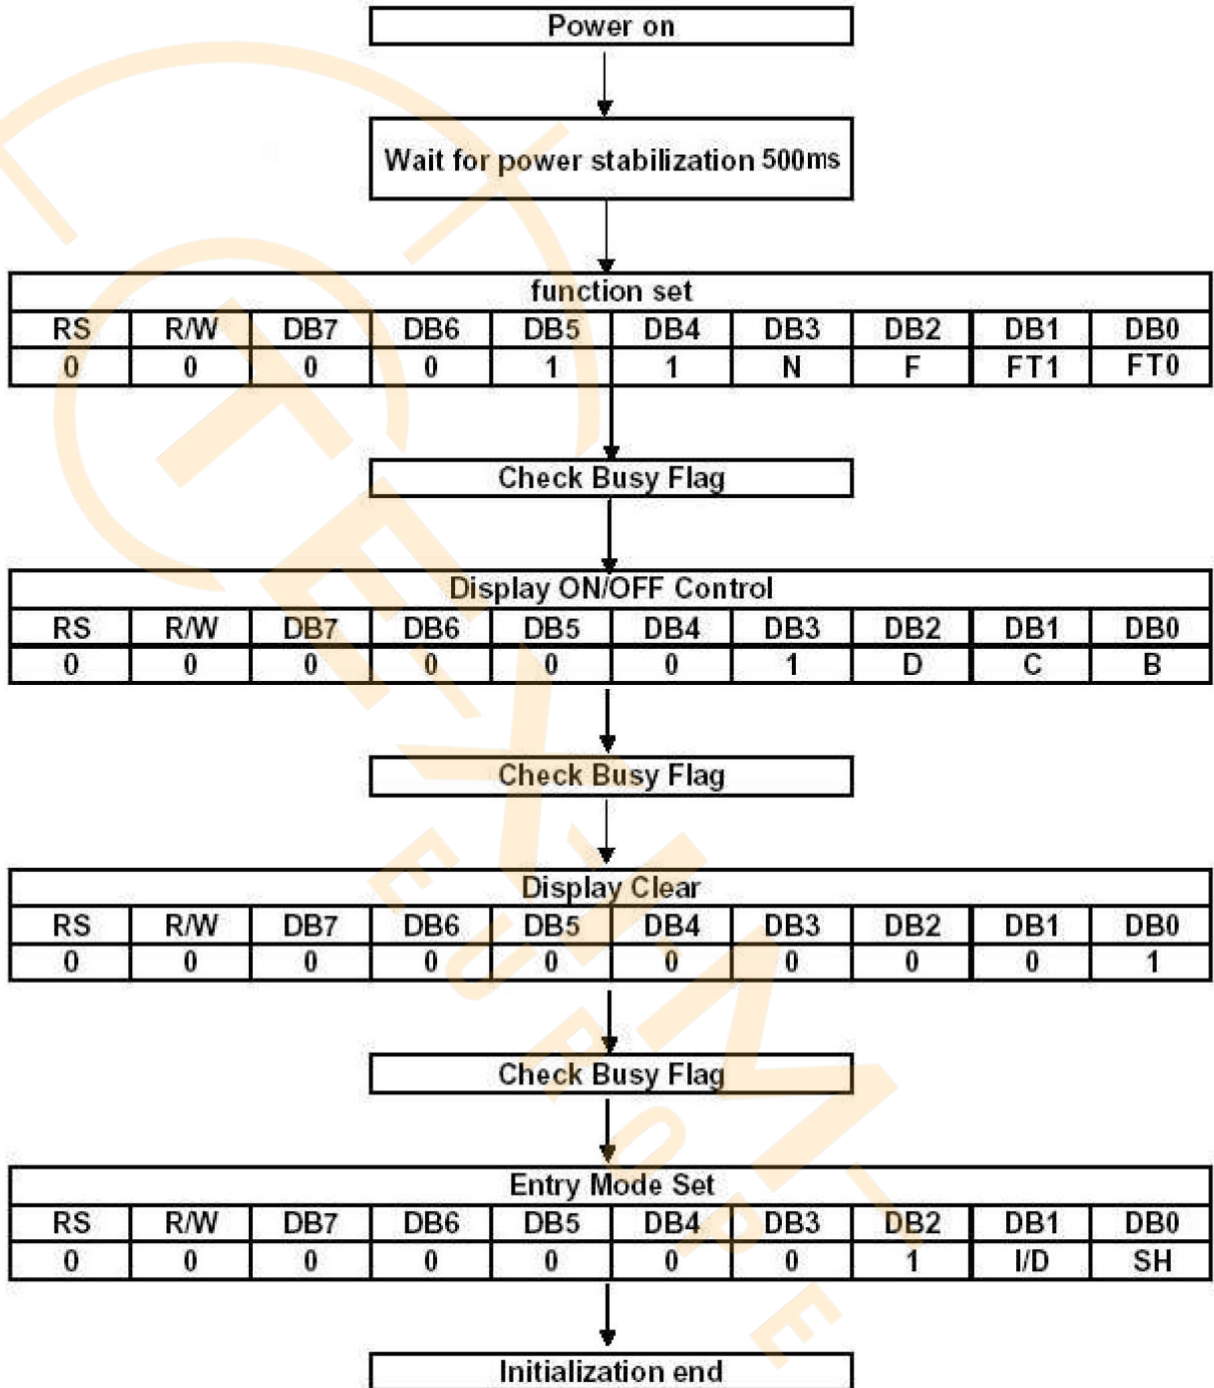 Power on
Wait for power stabilization 500ms
function set
RS R/W DB7 DB6 DB5 DB4 DB3 DB2 DB1 DB0
0 0 0 0 1 1 N F FT1 FT0
Check Busy Flag
Display ON/OFF Control
RS R/W DB7 DB6 DB5 DB4 DB3 DB2 DB1 DB0
0 0 0 0 0 0 1 D C B
Check Busy Flag
Display Clear
RS R/W DB7 DB6 DB5 DB4 DB3 DB2 DB1 DB0
0 0 0 0 0 0 0 0 0 1
Check Busy Flag
Entry Mode Set
RS R/W DB7 DB6 DB5 DB4 DB3 DB2 DB1 DB0
0 0 0 0 0 0 0 1 I/D SH
Initialization end
TEXIM
EUROPE